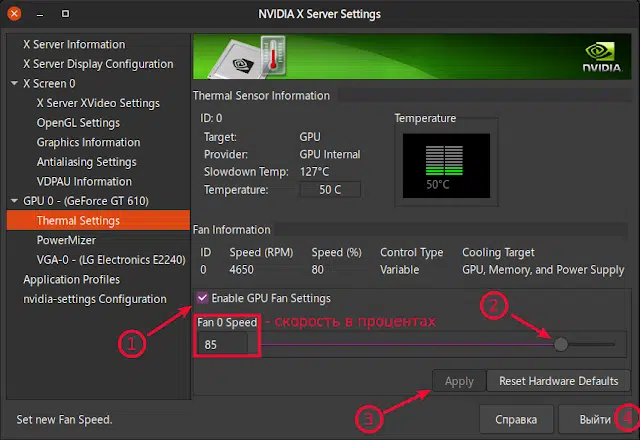 NVIDIA X Server Settings
X Server Information
X Server Display Configuration
X Screen 0
X Server XVideo Settings
OpenGL Settings
Graphics Information
Antialiasing Settings
VDPAU Information
GPU 0 - (GeForce GT 610)
Thermal Settings
PowerMizer
VGA-0 - (LG Electronics E2240)
Application Profiles
nvidia-settings Configuration
NVIDIA
Thermal Sensor Information
ID: 0
Target: GPU
Provider: GPU Internal
Slowdown Temp: 127°C
Temperature: 50 C
Temperature
50°C
Fan Information
ID Speed (RPM) Speed (%) Control Type Cooling Target
0 4650 80 Variable GPU, Memory, and Power Supply
Enable GPU Fan Settings
1
2
Fan 0 Speed - скорость в процентах
85
Apply Reset Hardware Defaults
3
Set new Fan Speed.
Справка Выйти 4